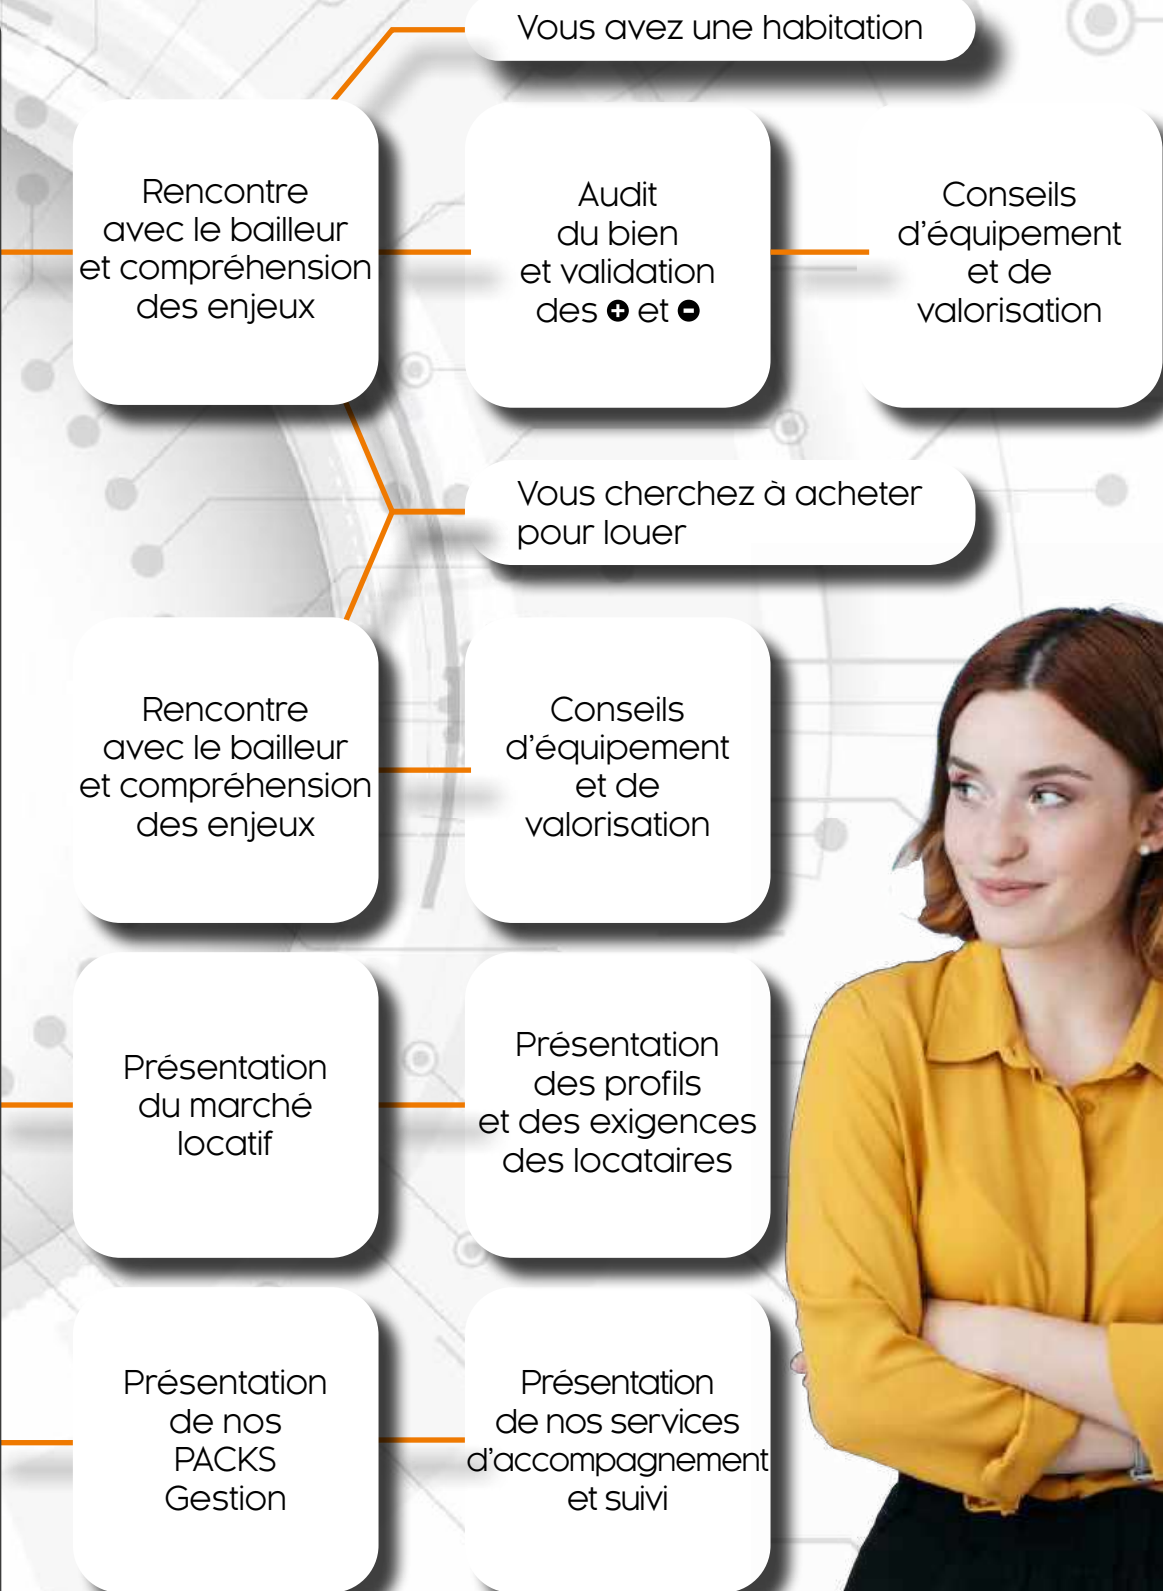 Vous avez une habitation
Rencontre
avec le bailleur
et compréhension
des enjeux
Audit
du bien
et validation
des + et -
Conseils
d'équipement
et de
valorisation
Vous cherchez à acheter
pour louer
Rencontre
avec le bailleur
et compréhension
des enjeux
Conseils
d'équipement
et de
valorisation
Présentation
du marché
locatif
Présentation
des profils
et des exigences
des locataires
Présentation
de nos
PACKS
Gestion
Présentation
de nos services
d'accompagnement
et suivi